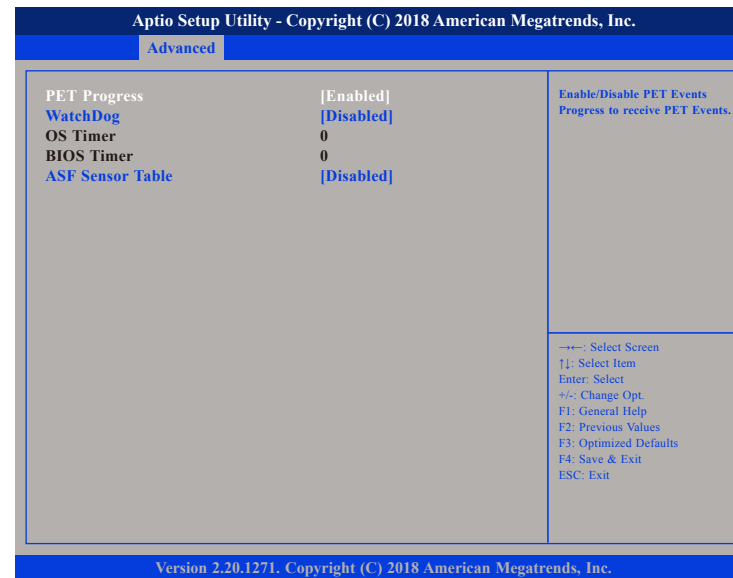 Aptio Setup Utility - Copyright (C) 2018 American Megatrends, Inc.
Advanced
PET Progress [Enabled]
WatchDog [Disabled]
OS Timer 0
BIOS Timer 0
ASF Sensor Table [Disabled]
Enable/Disable PET Events
Progress to receive PET Events.
→←: Select Screen
↑↓: Select Item
Enter: Select
+/-: Change Opt.
F1: General Help
F2: Previous Values
F3: Optimized Defaults
F4: Save & Exit
ESC: Exit
Version 2.20.1271. Copyright (C) 2018 American Megatrends, Inc.